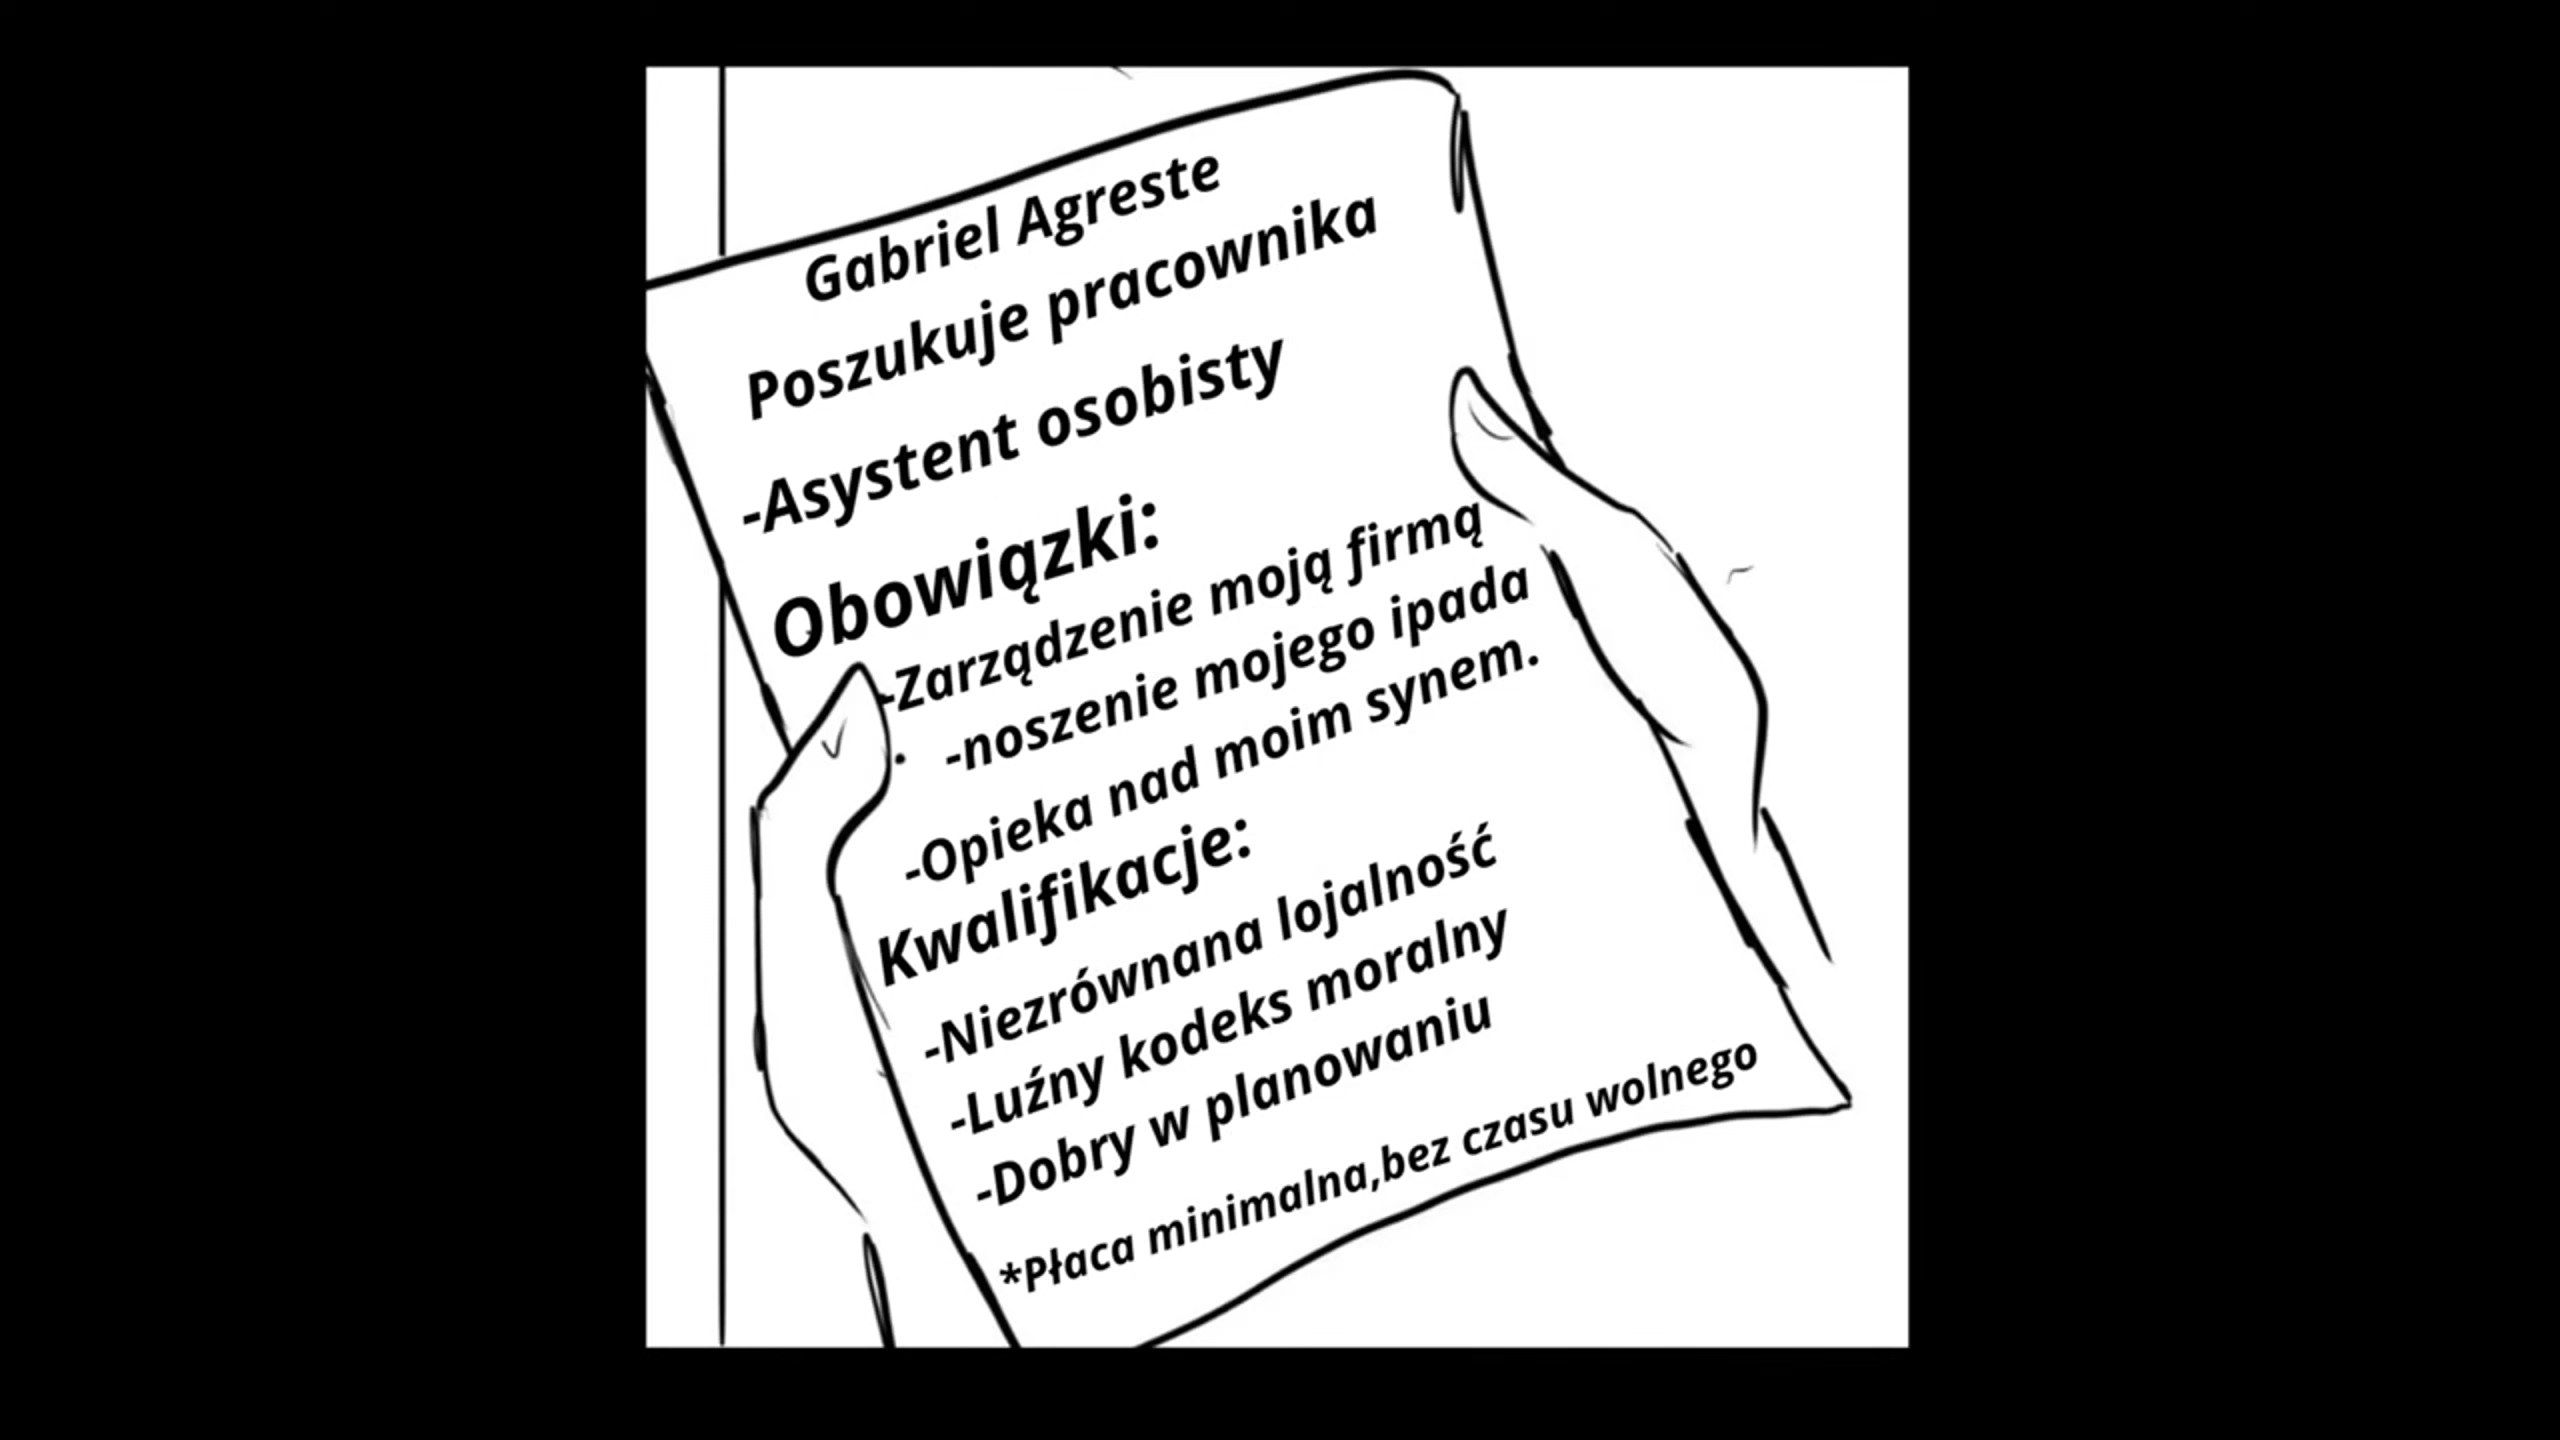 Gabriel Agreste
Poszukuje pracownika
-Asystent osobisty
Obowiązki:
-Zarządzenie moją firmą
-noszenie mojego ipada
-Opieka nad moim synem.
Kwalifikacje:
-Niezrównana lojalność
-Luźny kodeks moralny
-Dobry w planowaniu
*Płaca minimalna,bez czasu wolnego